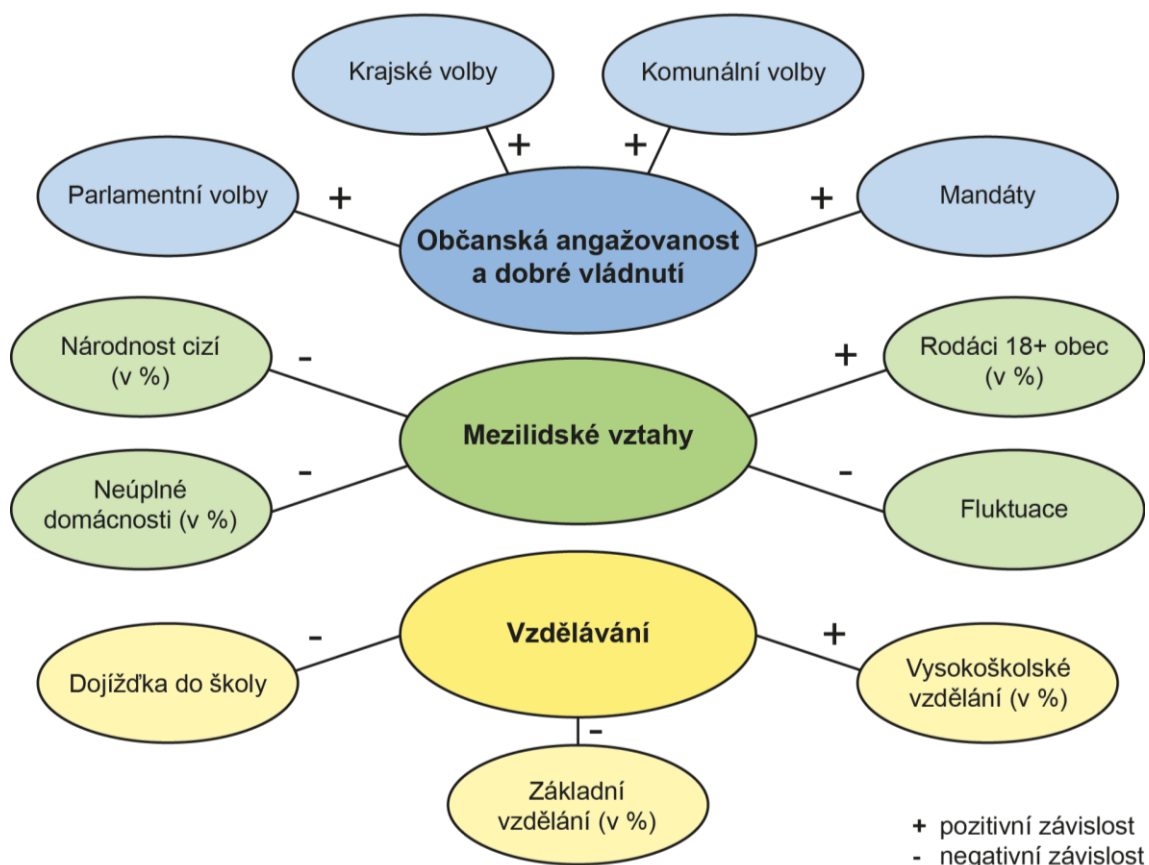 Krajské volby
Komunální volby
+
+
Parlamentní volby
+
+
Mandáty
Občanská angažovanost
a dobré vládnutí
Národnost cizí
(v %)
-
+
Rodáci 18+ obec
(v %)
Mezilidské vztahy
Neúplné
domácnosti (v %)
-
-
Fluktuace
Vzdělávání
-
+
Dojížďka do školy
Vysokoškolské
vzdělání (v %)
-
Základní
vzdělání (v %)
+ pozitivní závislost
- negativní závislost